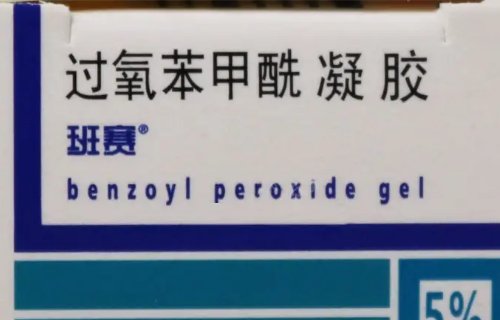 过氧苯甲酰凝胶
班赛®
benzoyl peroxide gel
5%